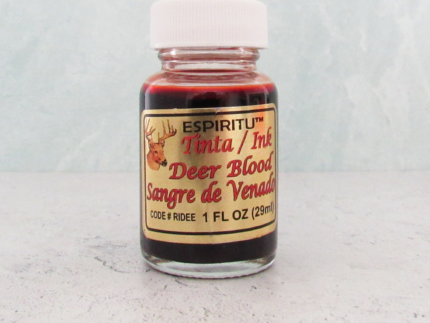 ESPIRITU™
Tinta / Ink
Deer Blood
Sangre de Venado
CODE # RIDEE 1 FL OZ (29ml)